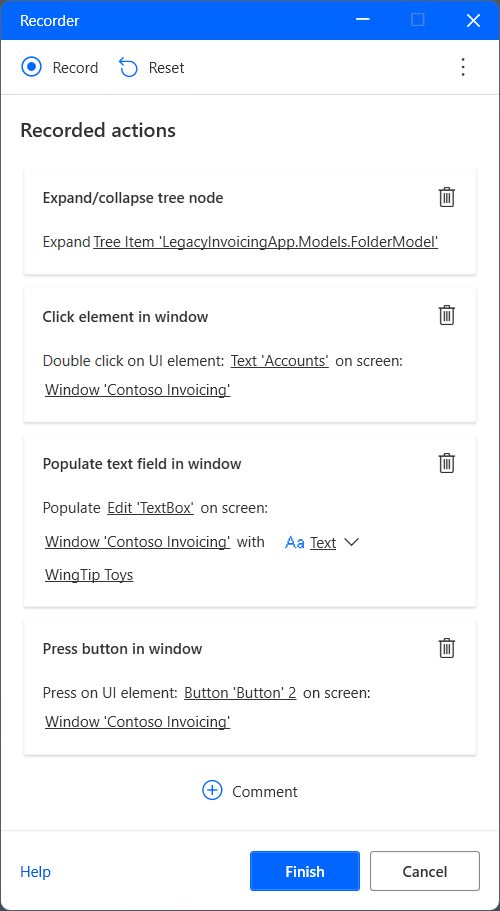 Recorder
Record Reset
Recorded actions
Expand/collapse tree node
Expand Tree Item 'LegacyInvoicingApp.Models.FolderModel'
Click element in window
Double click on UI element: Text 'Accounts' on screen:
Window 'Contoso Invoicing'
Populate text field in window
Populate Edit 'TextBox' on screen:
Window 'Contoso Invoicing' with Aa Text
WingTip Toys
Press button in window
Press on UI element: Button 'Button' 2 on screen:
Window 'Contoso Invoicing'
Comment
Help Finish Cancel